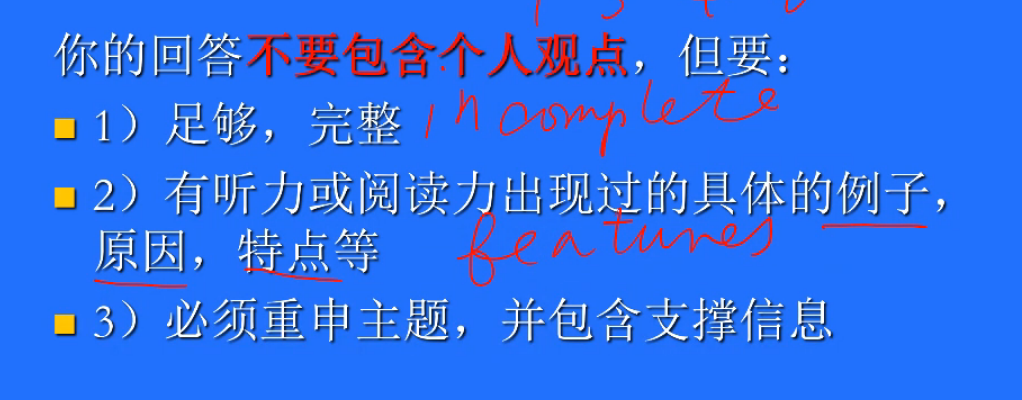 你的回答不要包含个人观点，但要：
1）足够，完整 incomplete
2）有听力或阅读力出现过的具体的例子，
原因，特点等 features
3）必须重申主题，并包含支撑信息